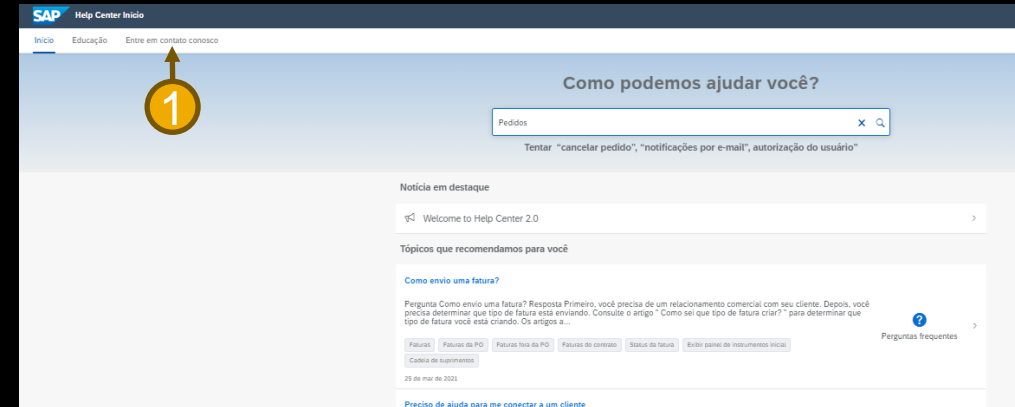 SAP Help Center Início
Início Educação Entre em contato conosco
1
Como podemos ajudar você?
Pedidos
Tentar "cancelar pedido", "notificações por e-mail", autorização do usuário"
Notícia em destaque
Welcome to Help Center 2.0
Tópicos que recomendamos para você
Como envio uma fatura?
Pergunta Como envio uma fatura? Resposta Primeiro, você precisa de um relacionamento comercial com seu cliente. Depois, você
precisa determinar que tipo de fatura está enviando. Consulte o artigo " Como sei que tipo de fatura criar? " para determinar que
tipo de fatura você está criando. Os artigos a...
Perguntas frequentes
Faturas Faturas da PO Faturas fora da PO Faturas do contrato Status da fatura Exibir painel de instrumentos inicial
Cadeia de suprimentos
25 de mar de 2021
Preciso de ajuda para me conectar a um cliente